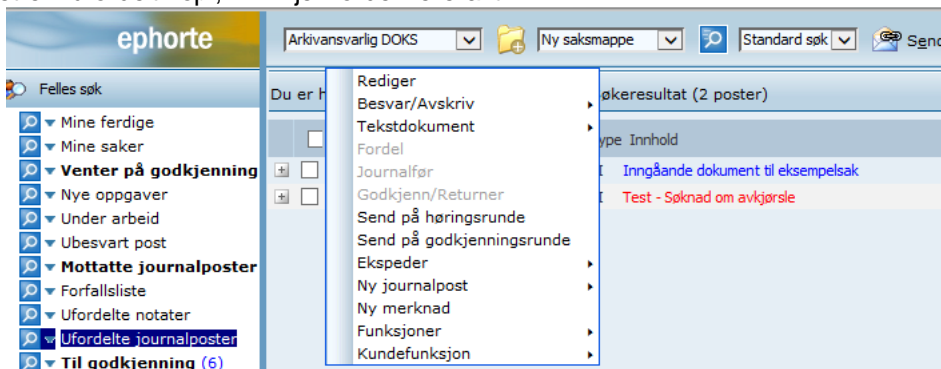 ephorte
Arkivansvarlig DOKS
Ny saksmappe
Standard søk
Send
Felles søk
Mine ferdige
Mine saker
Venter på godkjenning
Nye oppgaver
Under arbeid
Ubesvart post
Mottatte journalposter
Forfallsliste
Ufordelte notater
Ufordelte journalposter
Til godkjenning (6)
Du er h
økeresultat (2 poster)
ype Innhold
I Inngående dokument til eksempelsak
I Test - Søknad om avkjørsle
Rediger
Besvar/Avskriv
Tekstdokument
Fordel
Journalfør
Godkjenn/Returner
Send på høringsrunde
Send på godkjenningsrunde
Ekspeder
Ny journalpost
Ny merknad
Funksjoner
Kundefunksjon